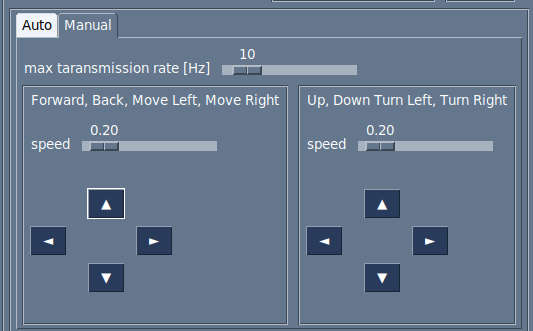 Auto Manual
10
max taransmission rate [Hz]
Forward, Back, Move Left, Move Right
0.20
speed
▲
◄ ►
▼
Up, Down Turn Left, Turn Right
0.20
speed
▲
◄ ►
▼